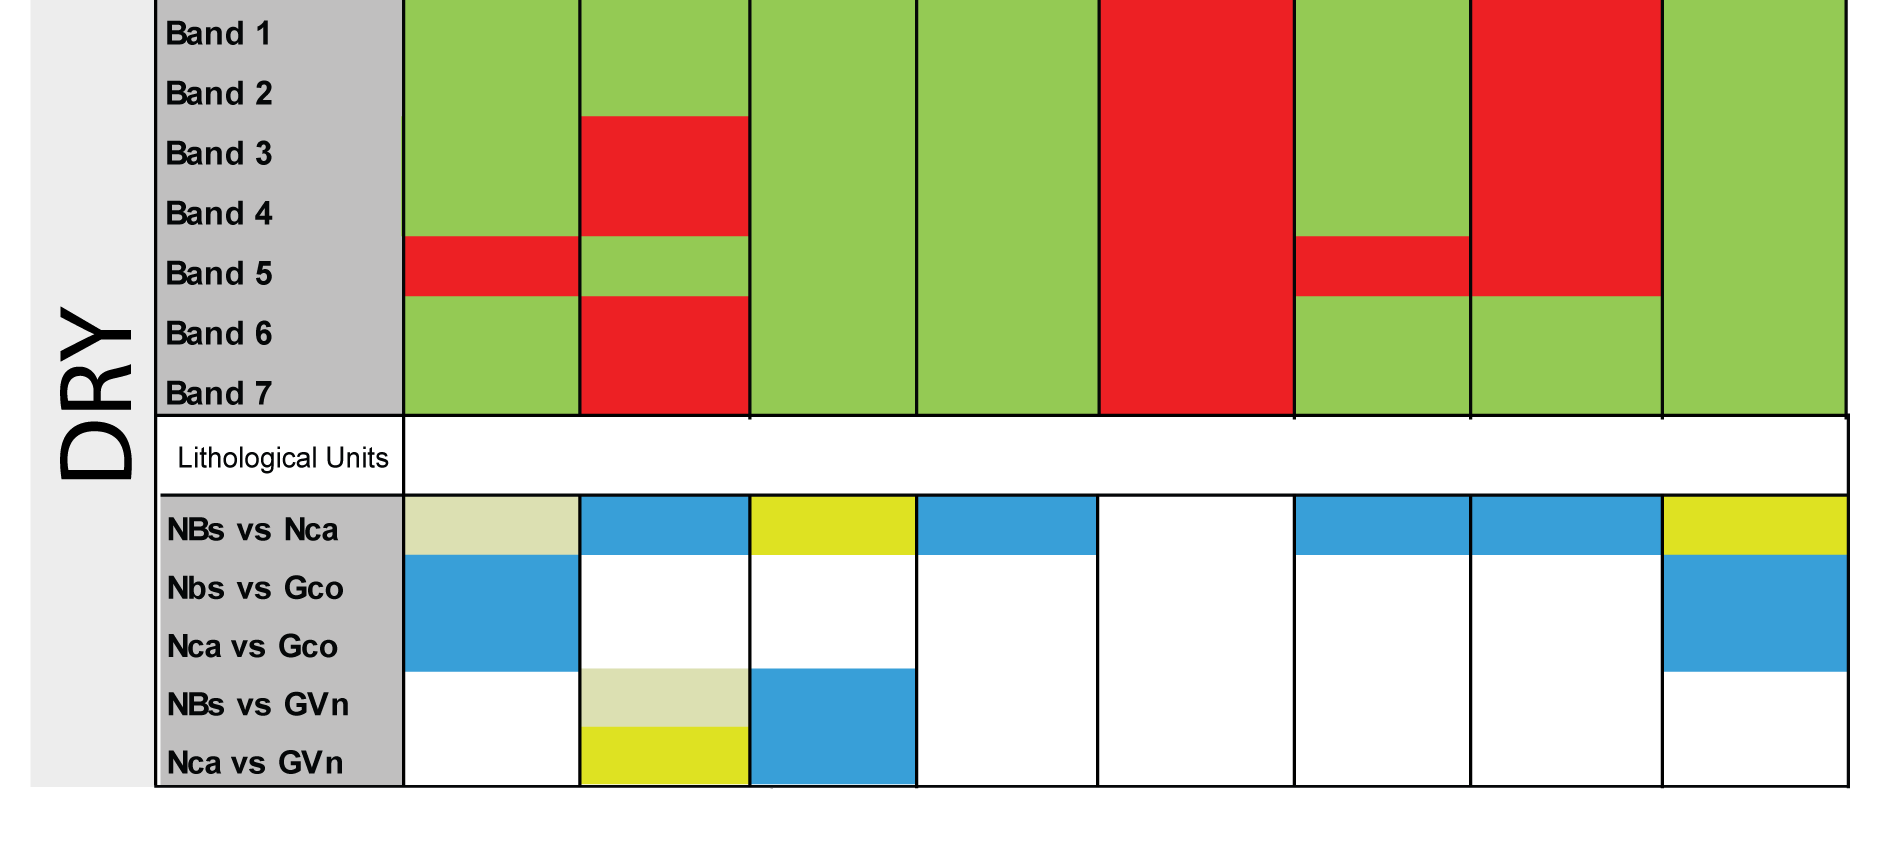 DRY
Band 1
Band 2
Band 3
Band 4
Band 5
Band 6
Band 7
Lithological Units
NBs vs Nca
Nbs vs Gco
Nca vs Gco
NBs vs GVn
Nca vs GVn